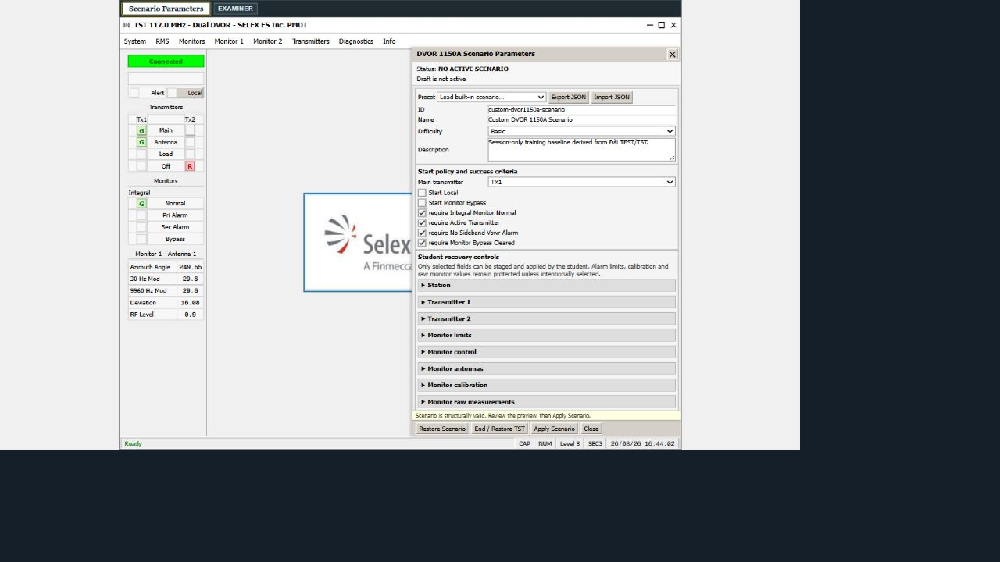 Scenario Parameters EXAMINER
TST 117.0 MHz - Dual DVOR - SELEX ES Inc. PMDT
System RMS Monitors Monitor 1 Monitor 2 Transmitters Diagnostics Info
Connected
Alert Local
Transmitters
Tx1 Tx2
G Main
G Antenna
Load
Off R
Monitors
Integral
G Normal
Pri Alarm
Sec Alarm
Bypass
Monitor 1 - Antenna 1
Azimuth Angle 249.55
30 Hz Mod 29.6
9960 Hz Mod 29.6
Deviation 16.08
RF Level 0.9
Selex
A Finmecca
DVOR 1150A Scenario Parameters
Status: NO ACTIVE SCENARIO
Draft is not active
Preset Load built-in scenario... Export JSON Import JSON
ID custom-dvor1150a-scenario
Name Custom DVOR 1150A Scenario
Difficulty Basic
Description Session-only training baseline derived from Đài TEST/TST.
Start policy and success criteria
Main transmitter TX1
Start Local
Start Monitor Bypass
require Integral Monitor Normal
require Active Transmitter
require No Sideband Vswr Alarm
require Monitor Bypass Cleared
Student recovery controls
Only selected fields can be staged and applied by the student. Alarm limits, calibration and
raw monitor values remain protected unless intentionally selected.
Station
Transmitter 1
Transmitter 2
Monitor limits
Monitor control
Monitor antennas
Monitor calibration
Monitor raw measurements
Scenario is structurally valid. Review the preview, then Apply Scenario.
Restore Scenario End / Restore TST Apply Scenario Close
Ready CAP NUM Level 3 SEC3 26/08/26 16:44:02